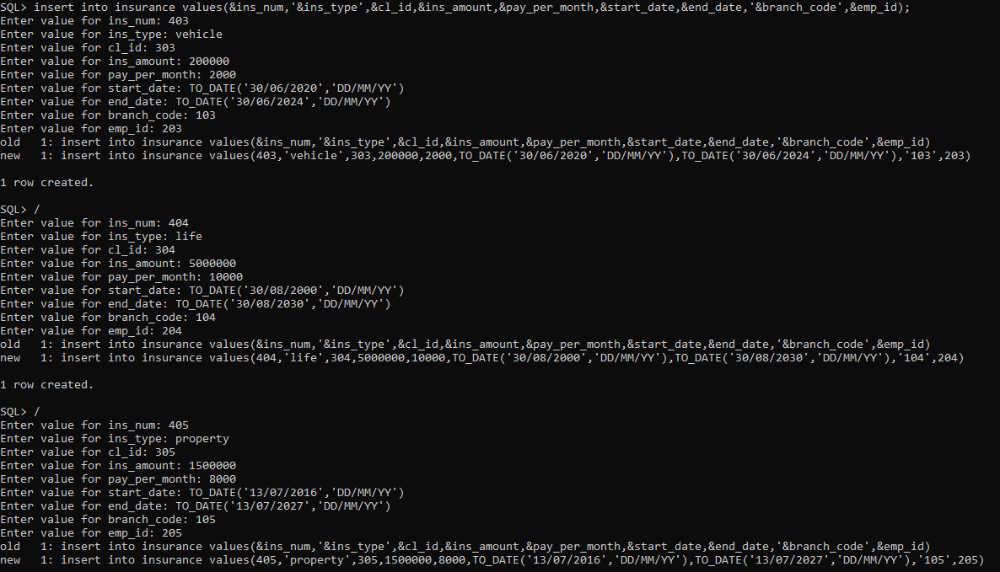 SQL> insert into insurance values(&ins_num,'&ins_type',&cl_id,&ins_amount,&pay_per_month,&start_date,&end_date,'&branch_code',&emp_id);
Enter value for ins_num: 403
Enter value for ins_type: vehicle
Enter value for cl_id: 303
Enter value for ins_amount: 200000
Enter value for pay_per_month: 2000
Enter value for start_date: TO_DATE('30/06/2020','DD/MM/YY')
Enter value for end_date: TO_DATE('30/06/2024','DD/MM/YY')
Enter value for branch_code: 103
Enter value for emp_id: 203
old   1: insert into insurance values(&ins_num,'&ins_type',&cl_id,&ins_amount,&pay_per_month,&start_date,&end_date,'&branch_code',&emp_id)
new   1: insert into insurance values(403,'vehicle',303,200000,2000,TO_DATE('30/06/2020','DD/MM/YY'),TO_DATE('30/06/2024','DD/MM/YY'),'103',203)
1 row created.
SQL> /
Enter value for ins_num: 404
Enter value for ins_type: life
Enter value for cl_id: 304
Enter value for ins_amount: 5000000
Enter value for pay_per_month: 10000
Enter value for start_date: TO_DATE('30/08/2000','DD/MM/YY')
Enter value for end_date: TO_DATE('30/08/2030','DD/MM/YY')
Enter value for branch_code: 104
Enter value for emp_id: 204
old   1: insert into insurance values(&ins_num,'&ins_type',&cl_id,&ins_amount,&pay_per_month,&start_date,&end_date,'&branch_code',&emp_id)
new   1: insert into insurance values(404,'life',304,5000000,10000,TO_DATE('30/08/2000','DD/MM/YY'),TO_DATE('30/08/2030','DD/MM/YY'),'104',204)
1 row created.
SQL> /
Enter value for ins_num: 405
Enter value for ins_type: property
Enter value for cl_id: 305
Enter value for ins_amount: 1500000
Enter value for pay_per_month: 8000
Enter value for start_date: TO_DATE('13/07/2016','DD/MM/YY')
Enter value for end_date: TO_DATE('13/07/2027','DD/MM/YY')
Enter value for branch_code: 105
Enter value for emp_id: 205
old   1: insert into insurance values(&ins_num,'&ins_type',&cl_id,&ins_amount,&pay_per_month,&start_date,&end_date,'&branch_code',&emp_id)
new   1: insert into insurance values(405,'property',305,1500000,8000,TO_DATE('13/07/2016','DD/MM/YY'),TO_DATE('13/07/2027','DD/MM/YY'),'105',205)